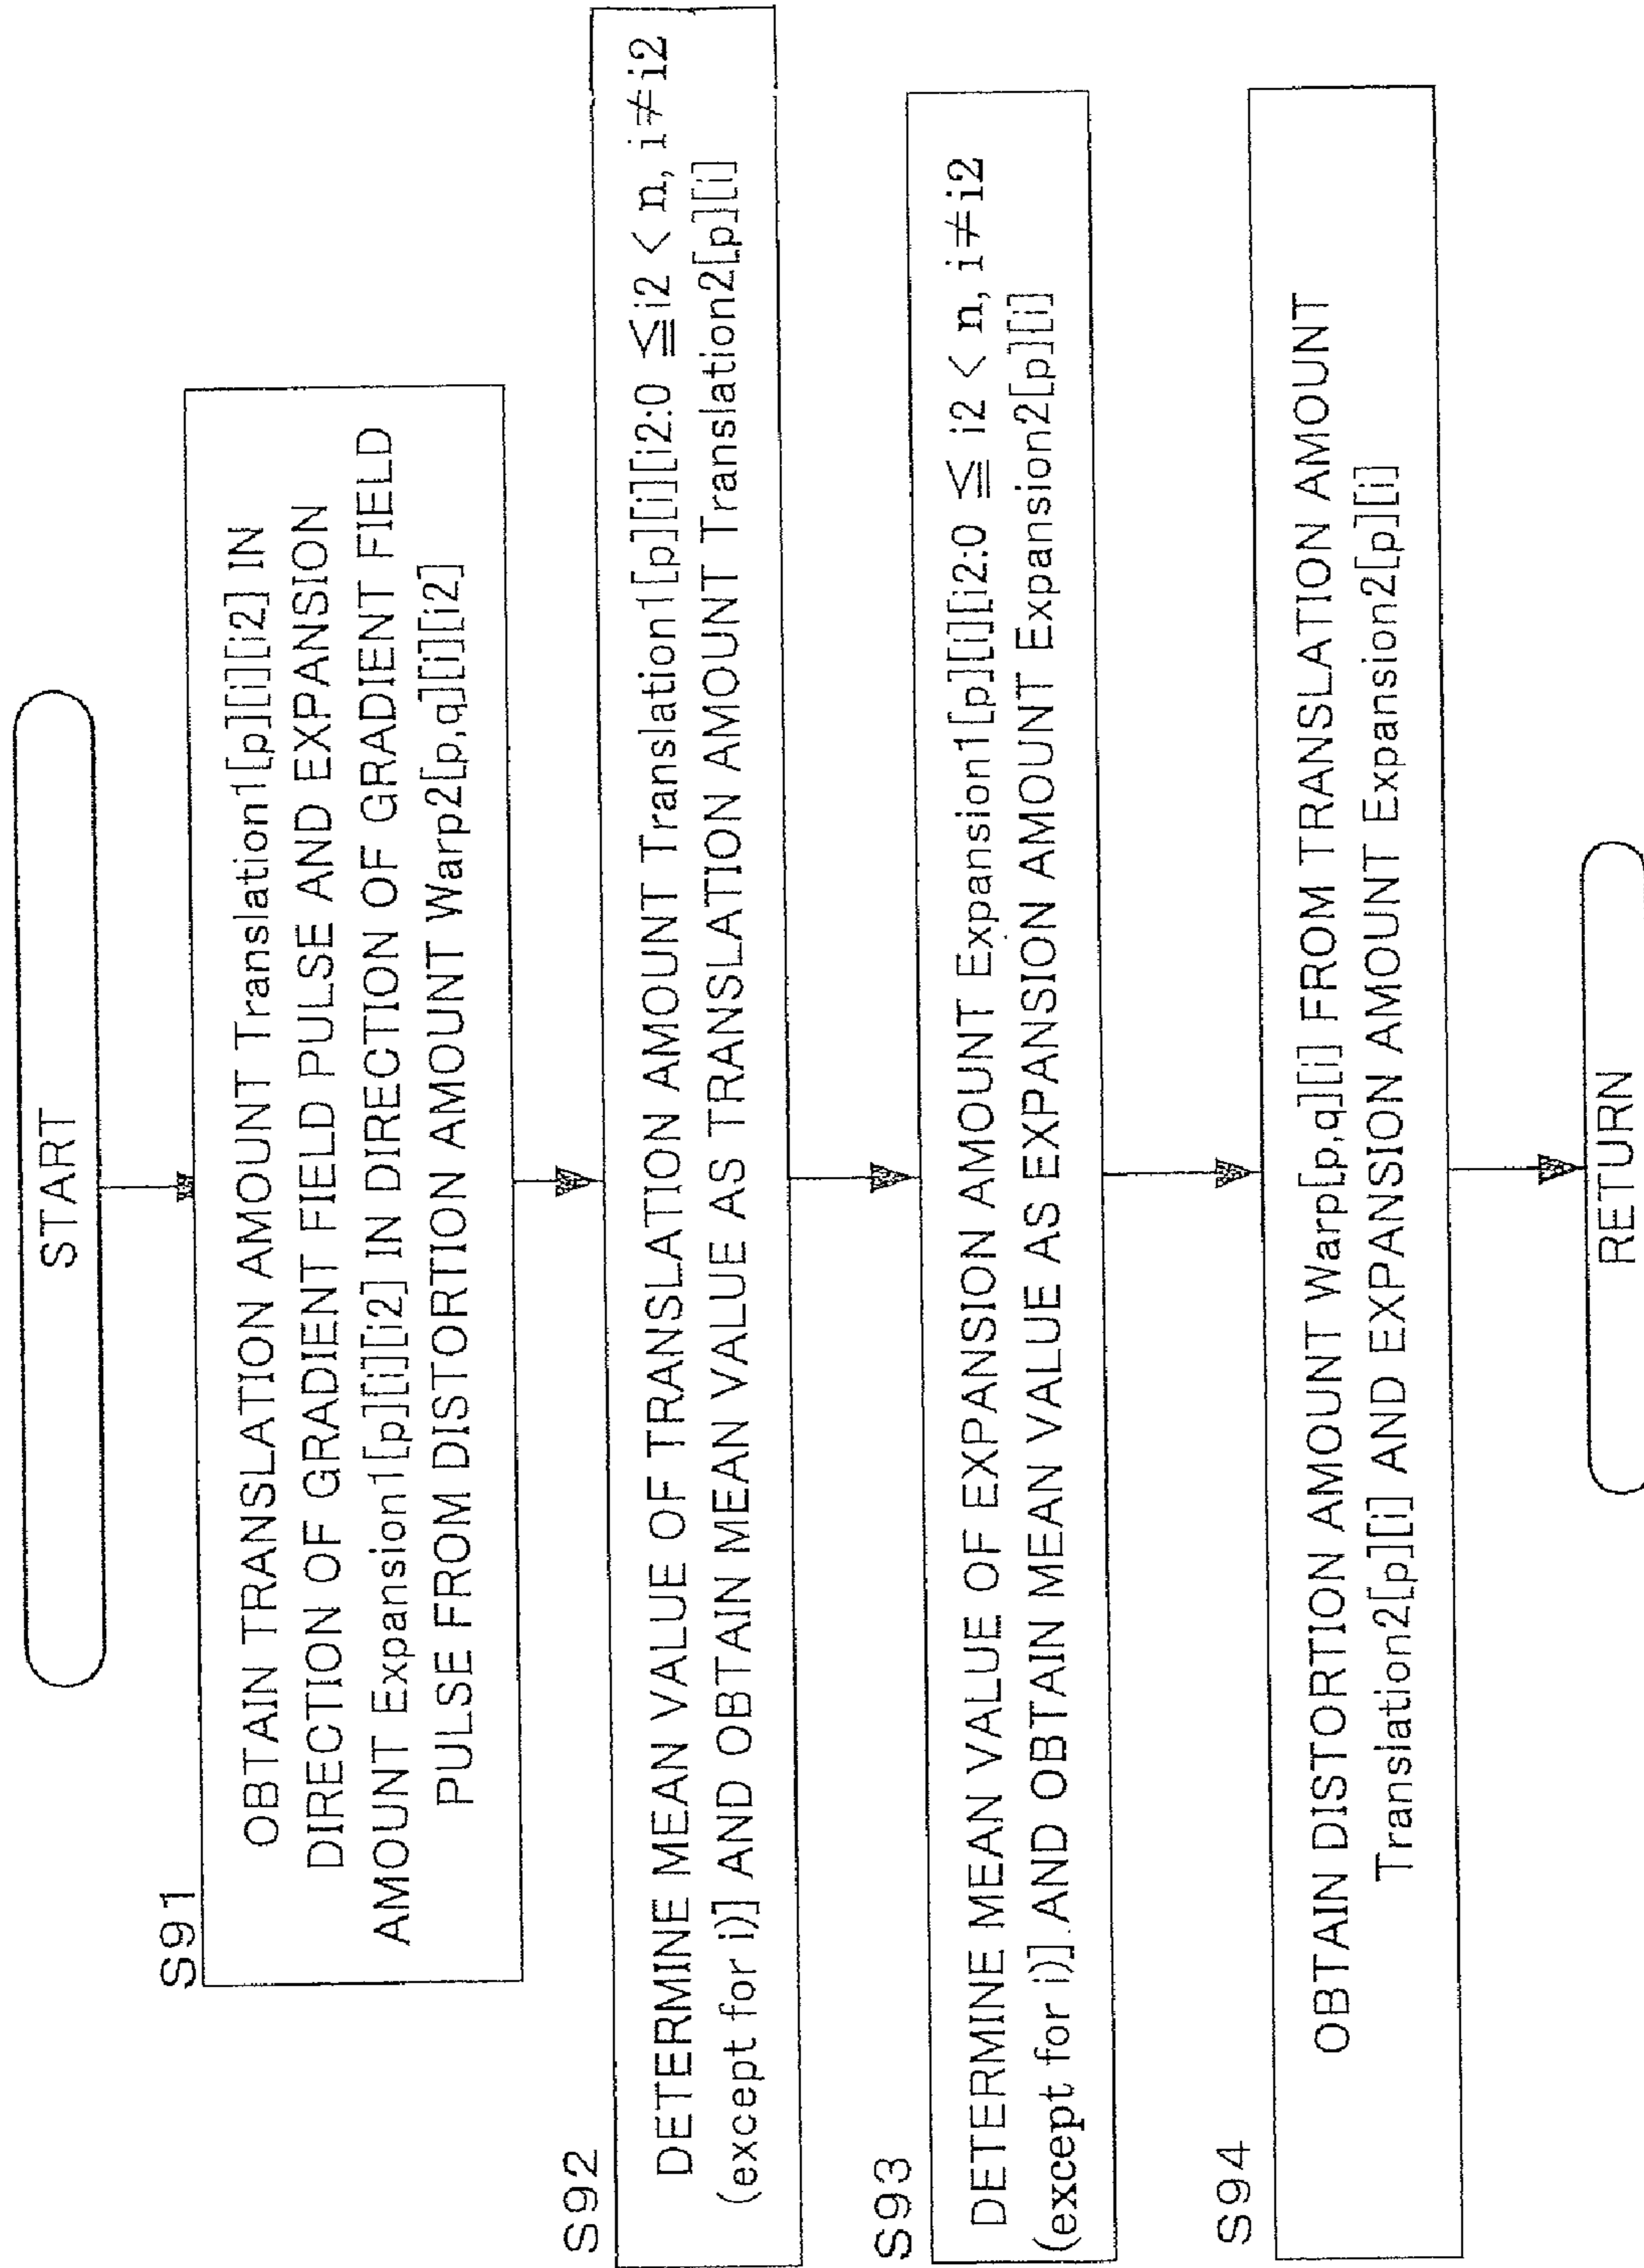 START
S91
OBTAIN TRANSLATION AMOUNT Translation1[p][i][i2] IN
DIRECTION OF GRADIENT FIELD PULSE AND EXPANSION
AMOUNT Expansion1[p][i][i2] IN DIRECTION OF GRADIENT FIELD
PULSE FROM DISTORTION AMOUNT Warp2[p,q][i][i2]
S92
DETERMINE MEAN VALUE OF TRANSLATION AMOUNT Translation1[p][i][i2:0 ≦i2 < n, i≠i2
(except for i)] AND OBTAIN MEAN VALUE AS TRANSLATION AMOUNT Translation2[p][i]
S93
DETERMINE MEAN VALUE OF EXPANSION AMOUNT Expansion1[p][i][i2:0 ≦ i2 < n, i≠i2
(except for i)] AND OBTAIN MEAN VALUE AS EXPANSION AMOUNT Expansion2[p][i]
S94
OBTAIN DISTORTION AMOUNT Warp[p,q][i] FROM TRANSLATION AMOUNT
Translation2[p][i] AND EXPANSION AMOUNT Expansion2[p][i]
RETURN